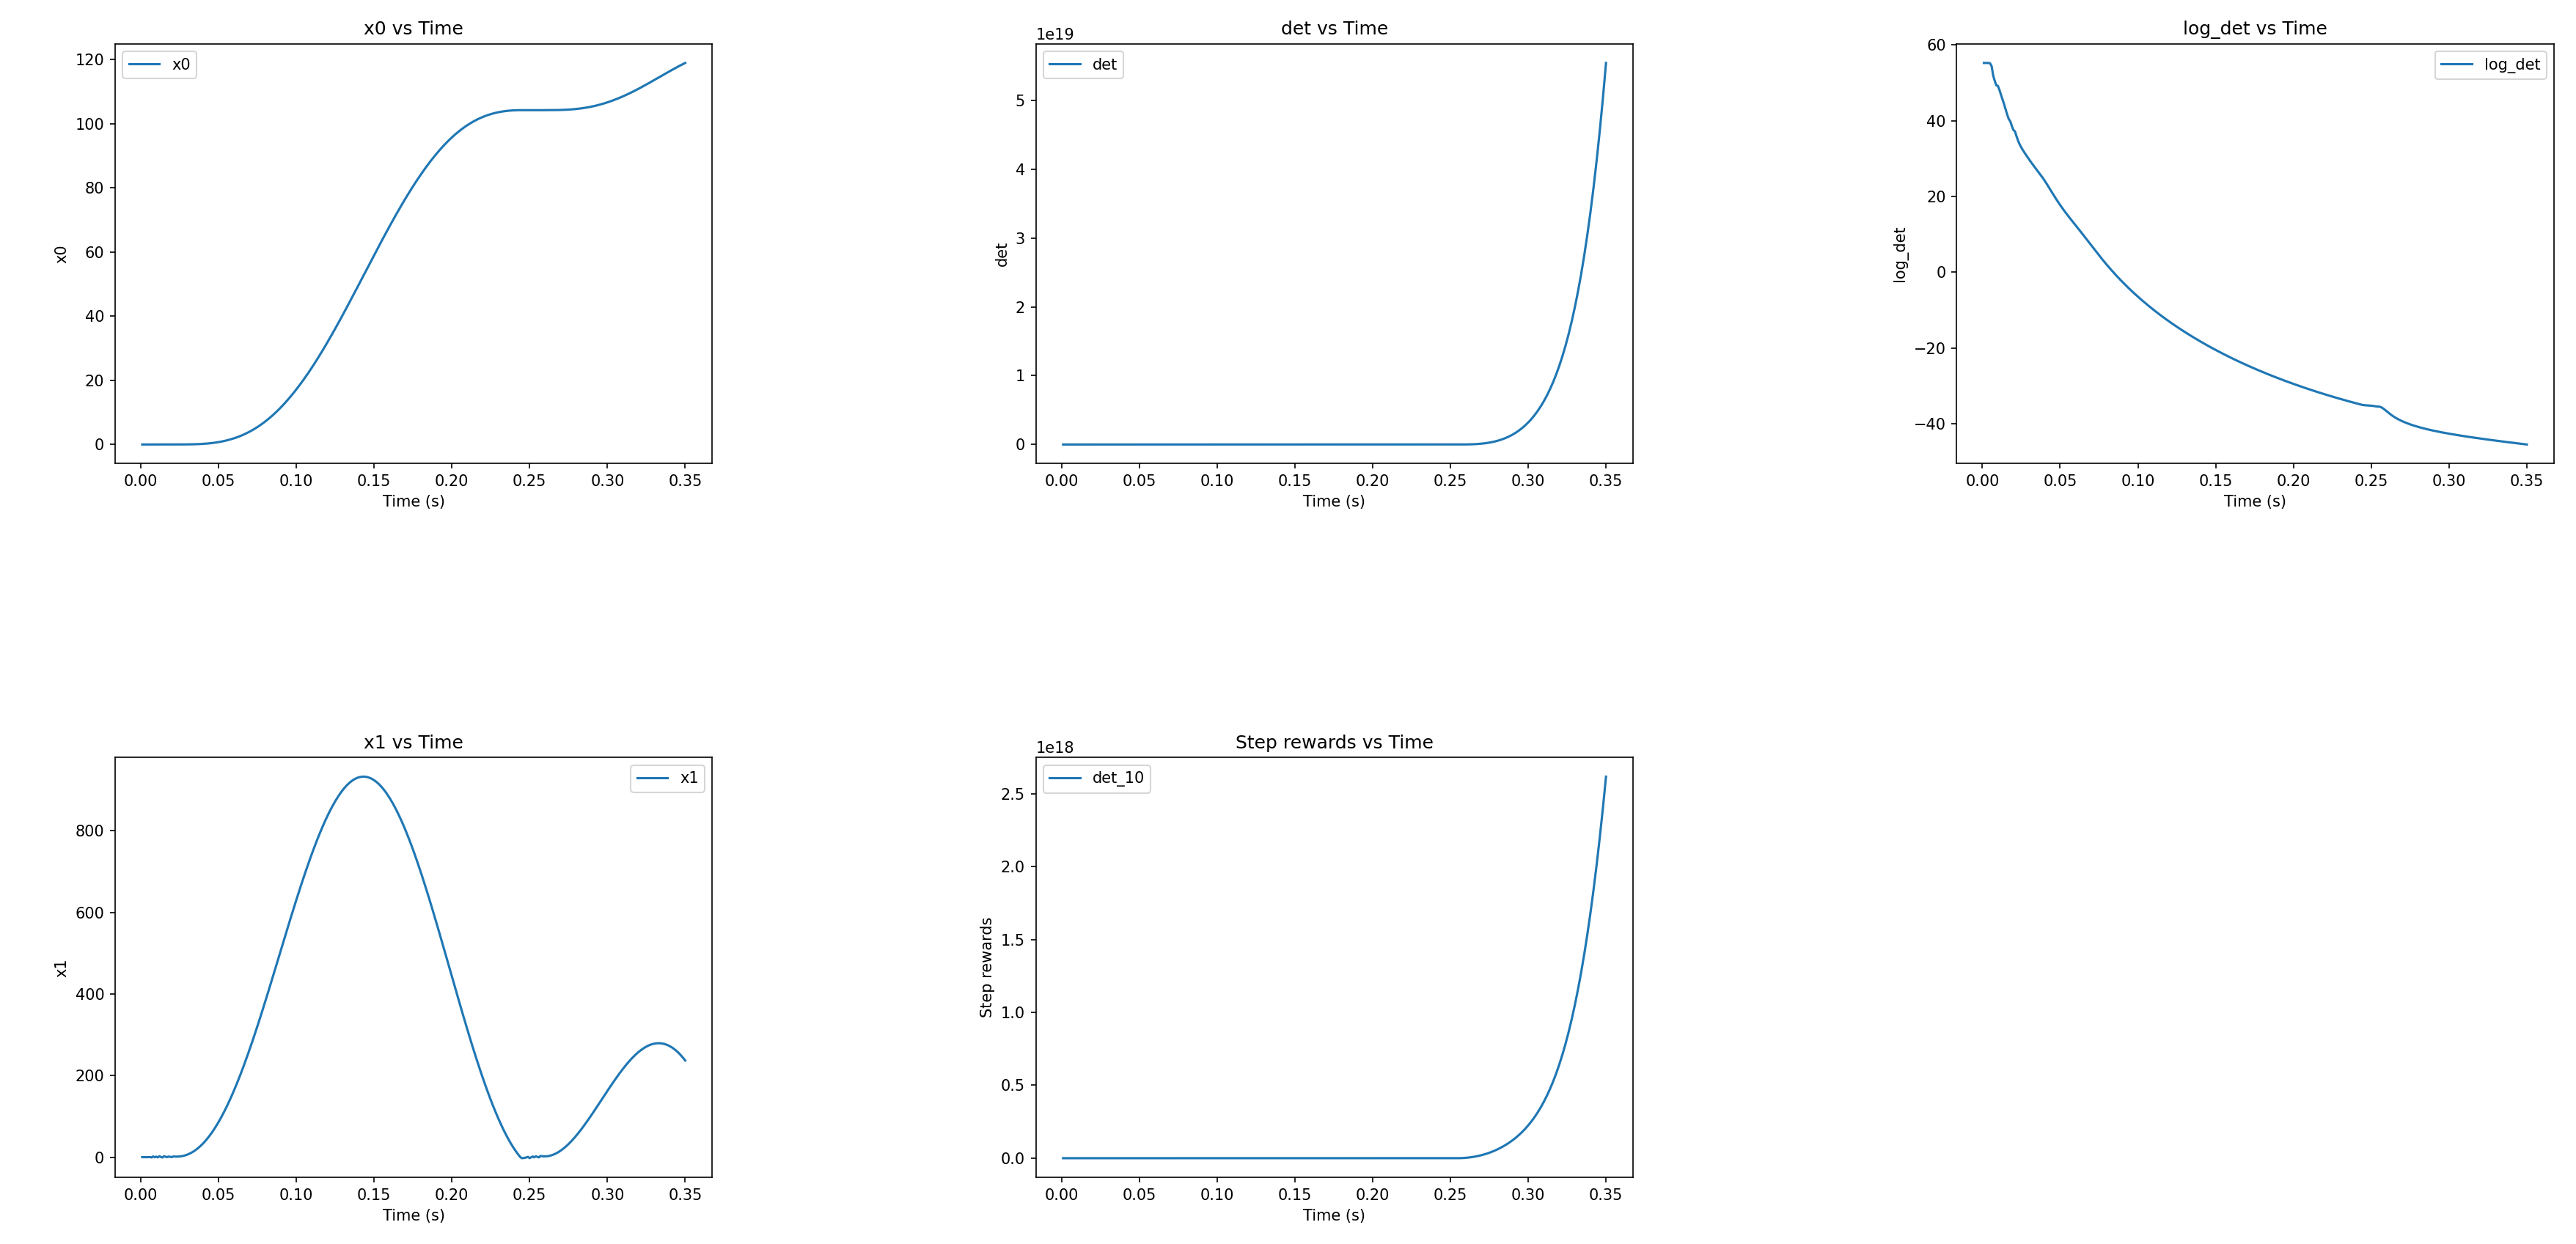 x0 vs Time
x0
120
100
80
60
40
20
0
x0
0.00 0.05 0.10 0.15 0.20 0.25 0.30 0.35
Time (s)
det vs Time
1e19
det
5
4
3
2
1
0
det
0.00 0.05 0.10 0.15 0.20 0.25 0.30 0.35
Time (s)
log_det vs Time
log_det
60
40
20
0
−20
−40
log_det
0.00 0.05 0.10 0.15 0.20 0.25 0.30 0.35
Time (s)
x1 vs Time
x1
800
600
400
200
0
x1
0.00 0.05 0.10 0.15 0.20 0.25 0.30 0.35
Time (s)
Step rewards vs Time
1e18
det_10
2.5
2.0
1.5
1.0
0.5
0.0
Step rewards
0.00 0.05 0.10 0.15 0.20 0.25 0.30 0.35
Time (s)